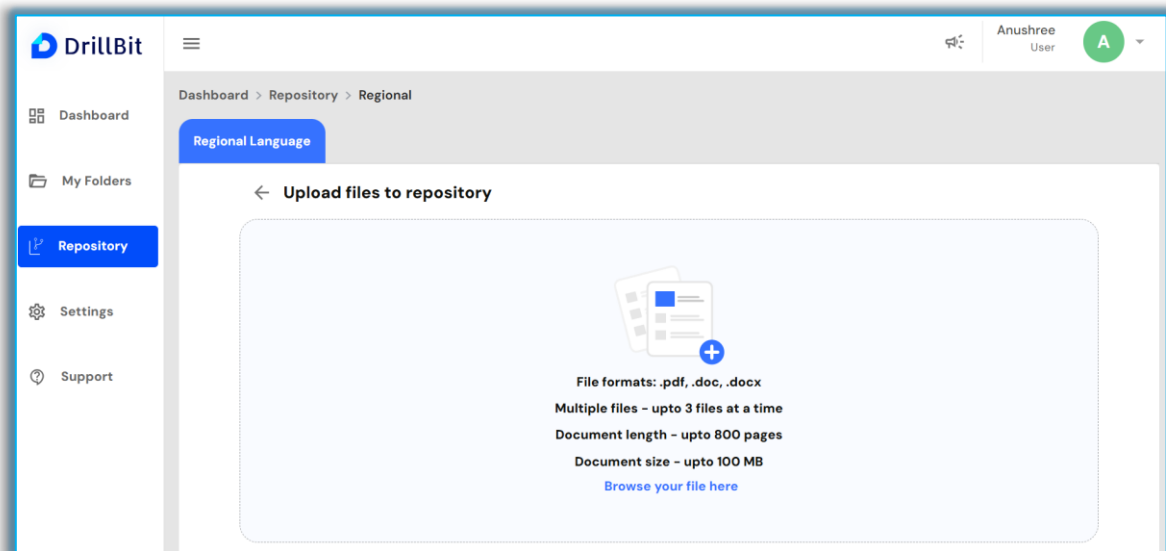 DrillBit
Anushree
User
A
Dashboard > Repository > Regional
Dashboard
Regional Language
My Folders
Upload files to repository
Repository
Settings
Support
File formats: .pdf, .doc, .docx
Multiple files - upto 3 files at a time
Document length - upto 800 pages
Document size - upto 100 MB
Browse your file here